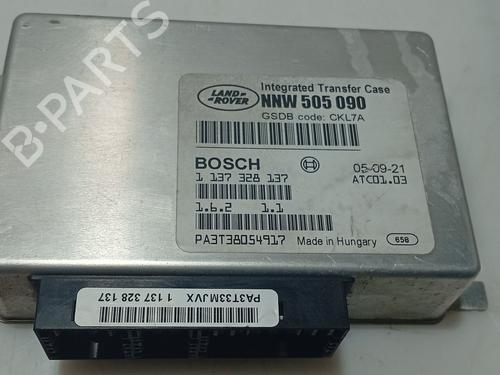 LAND
ROVER
Integrated Transfer Case
NNW 505 090
GSDB code: CKL7A
BOSCH
05-09-21
1 137 328 137
ATC01.03
1.6.2 1.1
PA3T38054917
Made in Hungary
658
PA3T33MJVX 1 137 328 137
B-PARTS